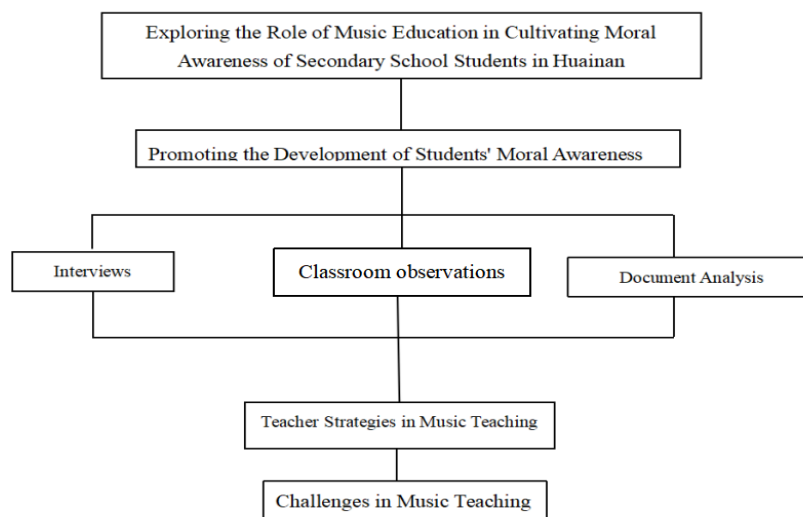 Exploring the Role of Music Education in Cultivating Moral
Awareness of Secondary School Students in Huainan
Promoting the Development of Students' Moral Awareness
Interviews
Classroom observations
Document Analysis
Teacher Strategies in Music Teaching
Challenges in Music Teaching